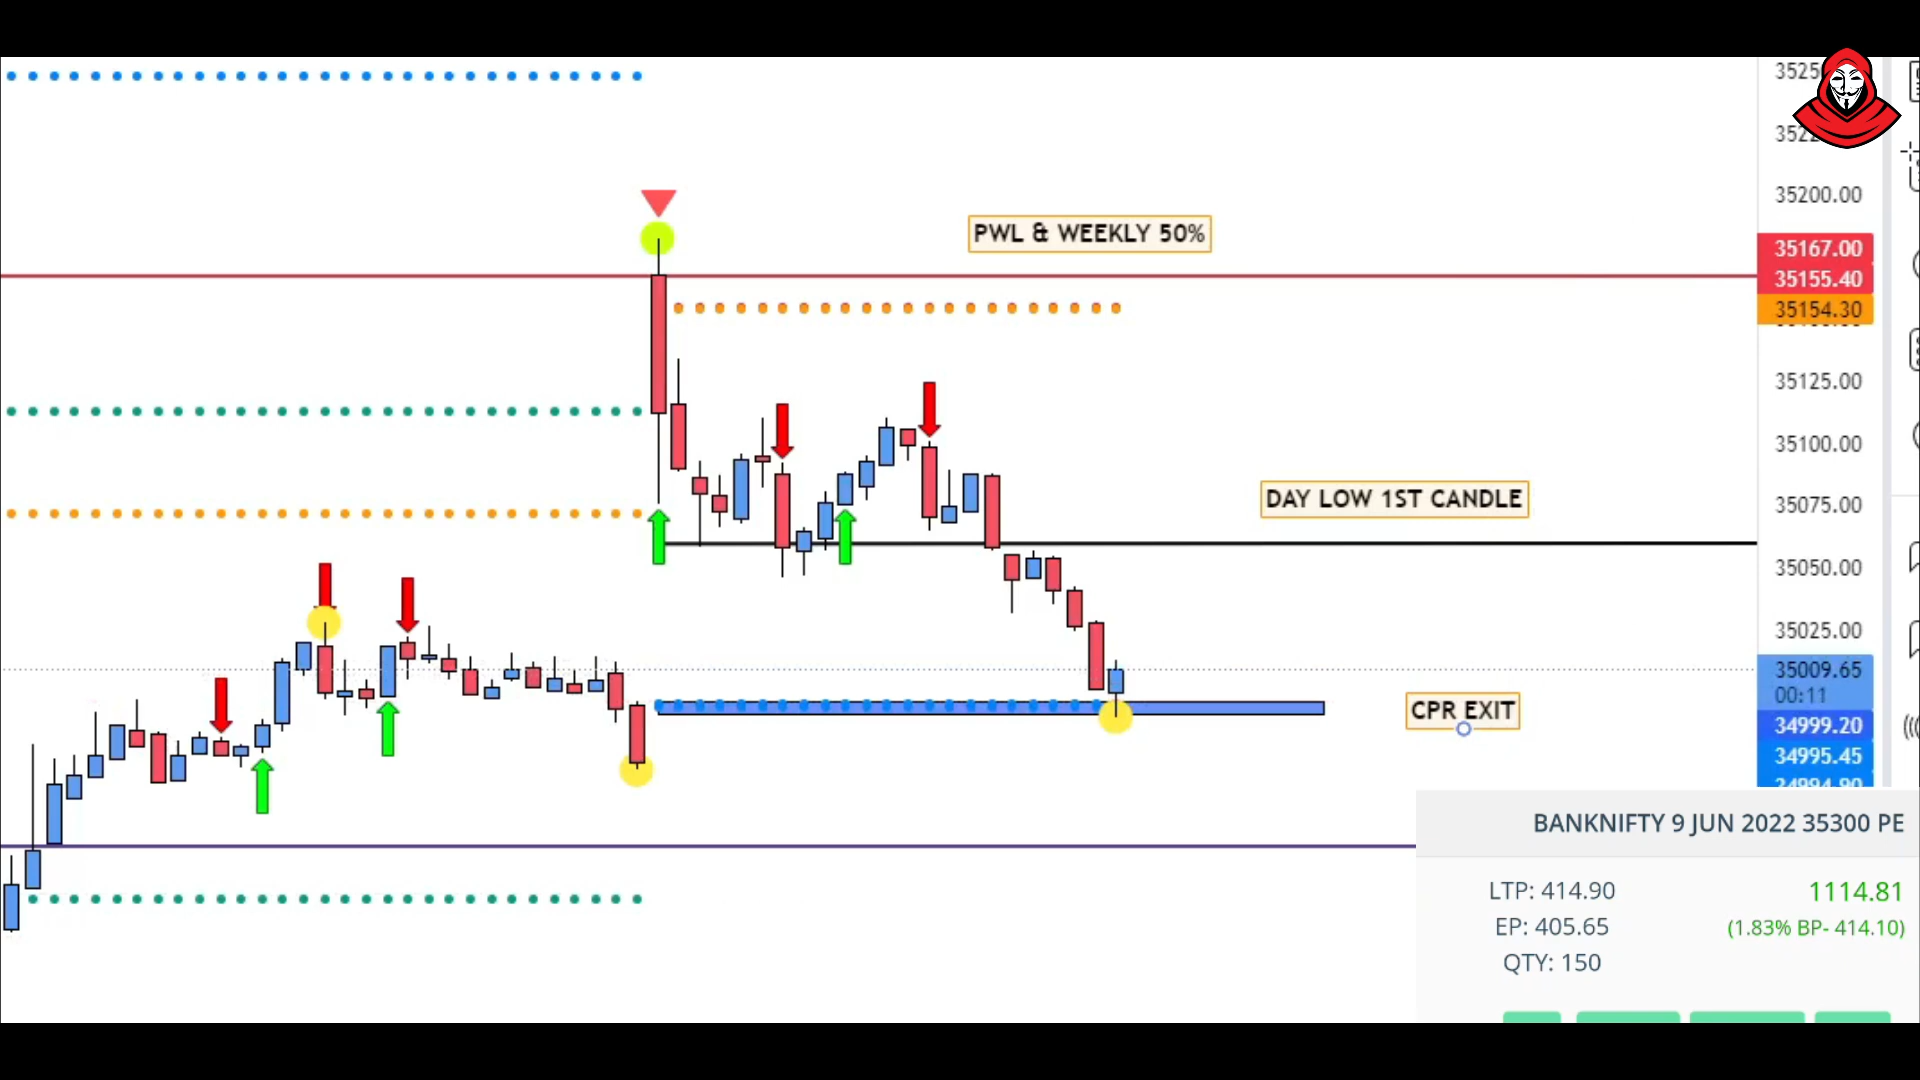 PWL & WEEKLY 50%
DAY LOW 1ST CANDLE
CPR EXIT
35200.00
35167.00
35155.40
35154.30
35125.00
35100.00
35075.00
35050.00
35025.00
35009.65
00:11
34999.20
34995.45
BANKNIFTY 9 JUN 2022 35300 PE
LTP: 414.90
1114.81
EP: 405.65
(1.83% BP- 414.10)
QTY: 150